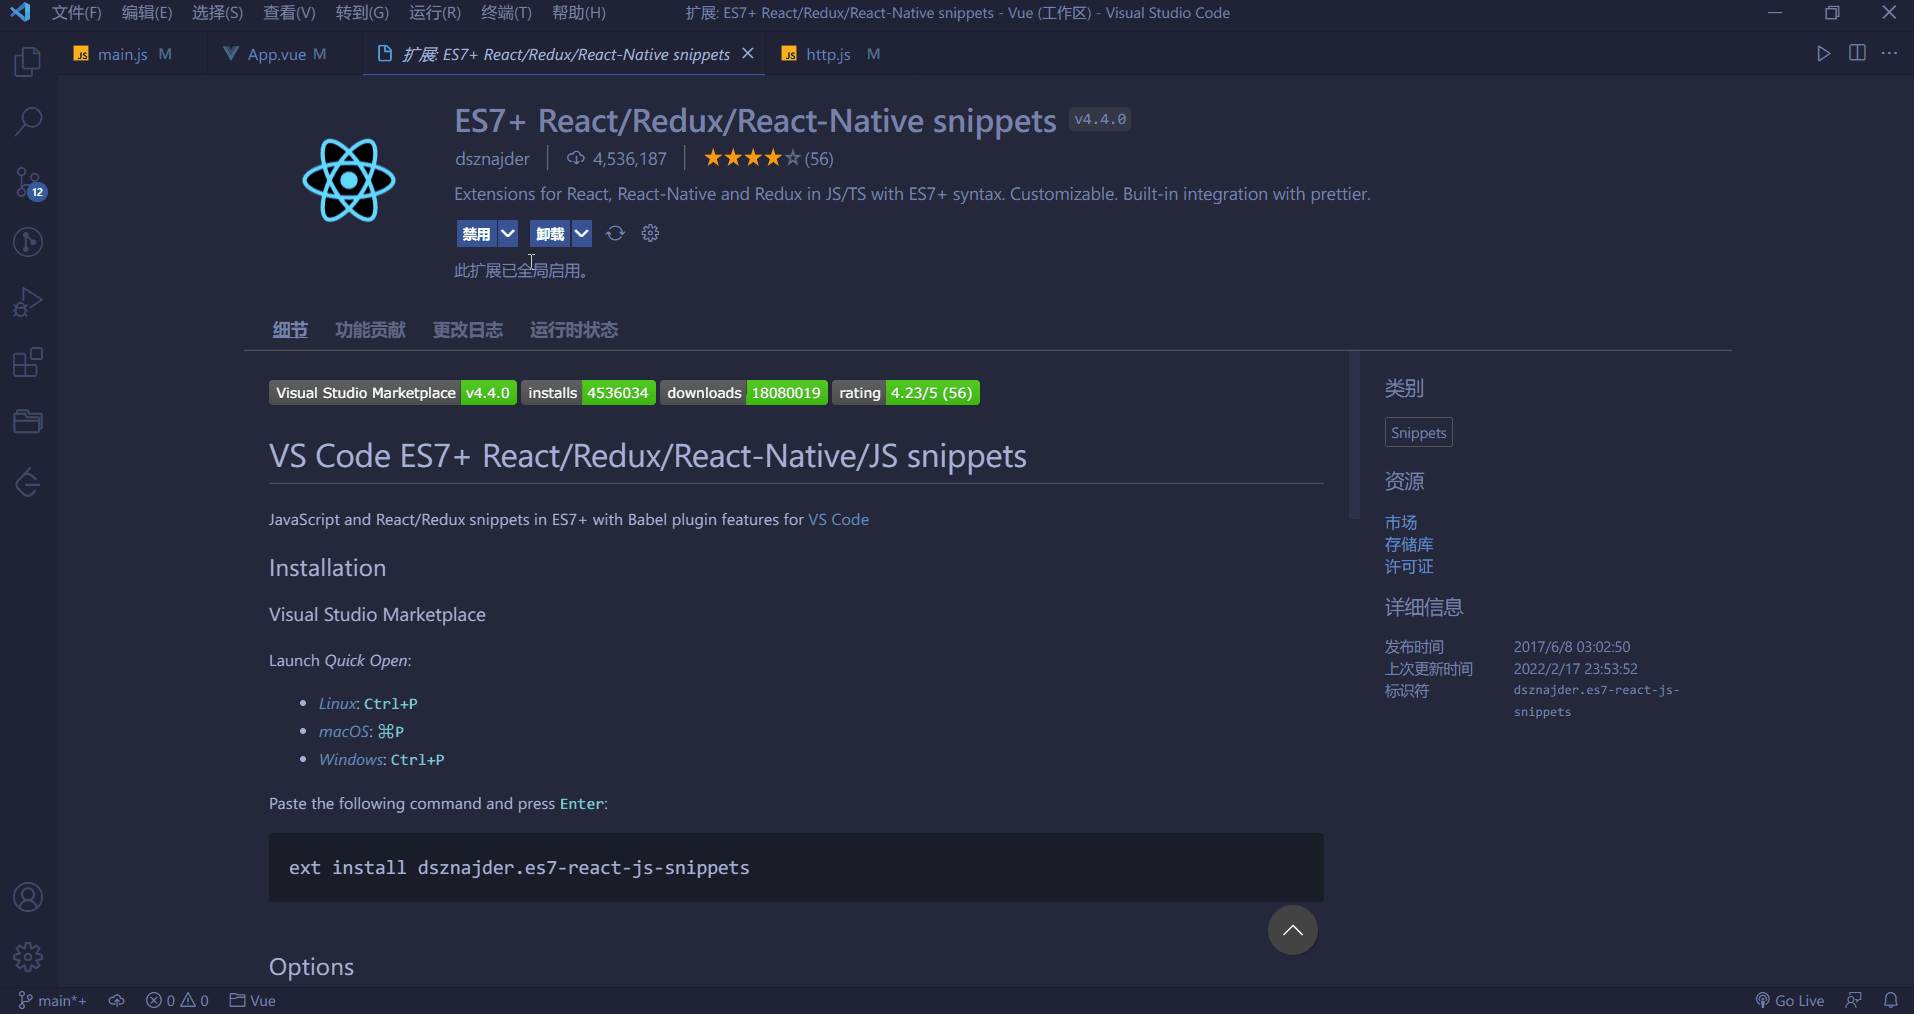 文件(F) 编辑(E) 选择(S) 查看(V) 转到(G) 运行(R) 终端(T) 帮助(H) 扩展: ES7+ React/Redux/React-Native snippets - Vue (工作区) - Visual Studio Code
JS main.js M App.vue M 扩展: ES7+ React/Redux/React-Native snippets JS http.js M
12
ES7+ React/Redux/React-Native snippets v4.4.0
dsznajder 4,536,187 (56)
Extensions for React, React-Native and Redux in JS/TS with ES7+ syntax. Customizable. Built-in integration with prettier.
禁用 卸载
此扩展已全局启用。
细节 功能贡献 更改日志 运行时状态
Visual Studio Marketplace v4.4.0 installs 4536034 downloads 18080019 rating 4.23/5 (56)
VS Code ES7+ React/Redux/React-Native/JS snippets
JavaScript and React/Redux snippets in ES7+ with Babel plugin features for VS Code
Installation
Visual Studio Marketplace
Launch Quick Open:
• Linux: Ctrl+P
• macOS: ⌘P
• Windows: Ctrl+P
Paste the following command and press Enter:
ext install dsznajder.es7-react-js-snippets
Options
类别
Snippets
资源
市场
存储库
许可证
详细信息
发布时间 2017/6/8 03:02:50
上次更新时间 2022/2/17 23:53:52
标识符 dsznajder.es7-react-js-
snippets
main*+ 0 0 Vue Go Live